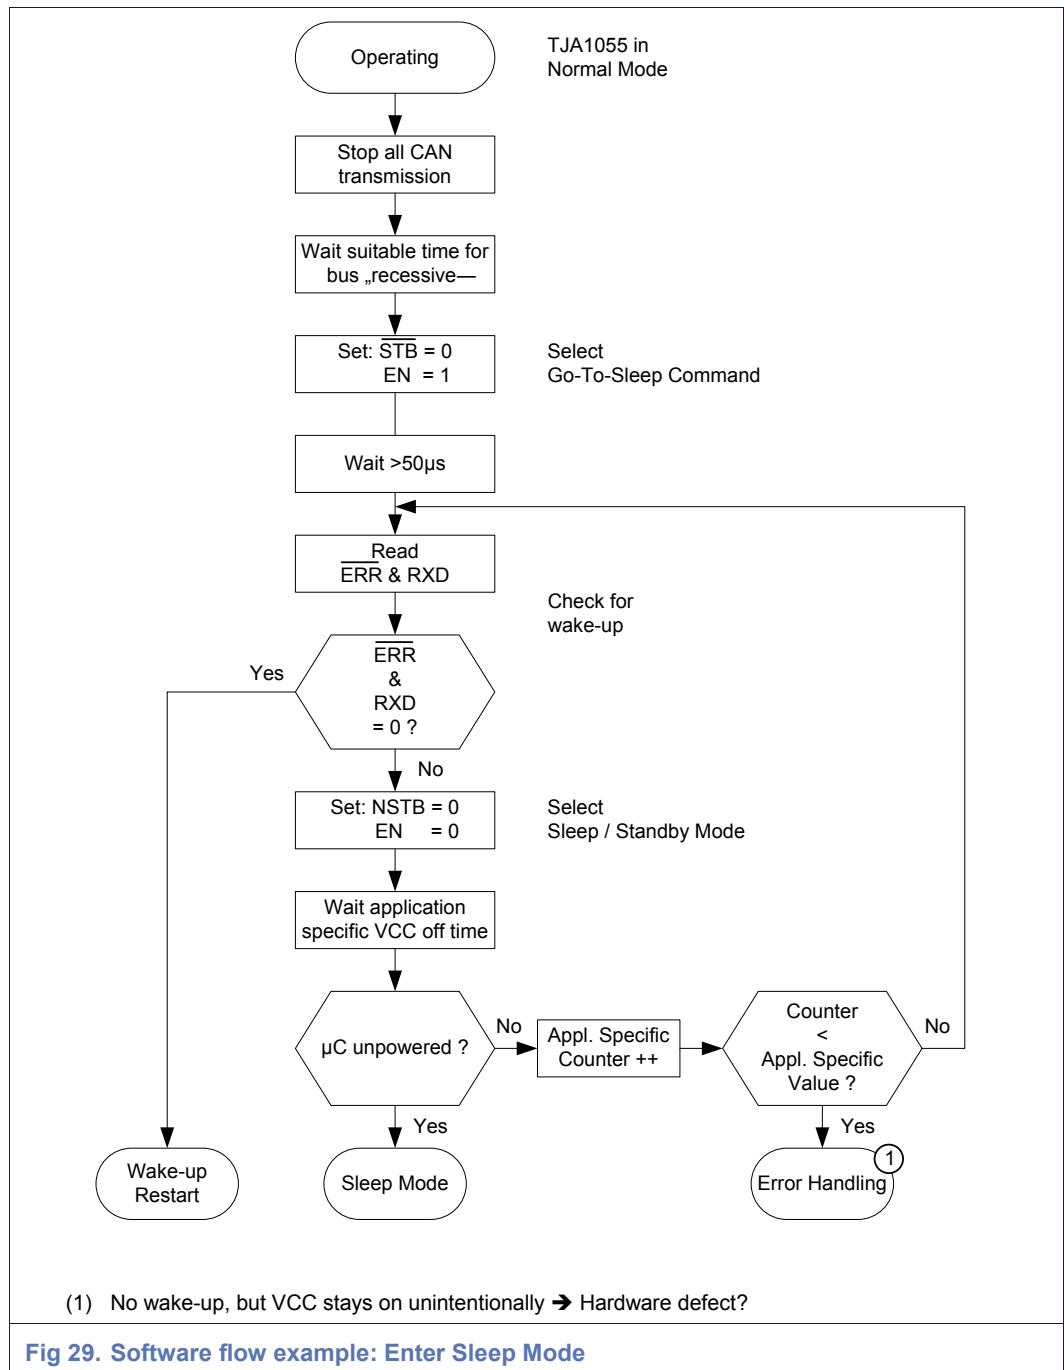 Operating
TJA1055 in
Normal Mode
Stop all CAN
transmission
Wait suitable time for
bus „recessive—
Set: S̅T̅B̅ = 0
EN = 1
Select
Go-To-Sleep Command
Wait >50µs
Read
E̅R̅R̅ & RXD
Check for
wake-up
Yes
E̅R̅R̅
&
RXD
= 0 ?
No
Set: NSTB = 0
EN = 0
Select
Sleep / Standby Mode
Wait application
specific VCC off time
µC unpowered ?
No
Appl. Specific
Counter ++
Counter
<
Appl. Specific
Value ?
No
Yes
Yes
Wake-up
Restart
Sleep Mode
Error Handling
1
(1) No wake-up, but VCC stays on unintentionally ➔ Hardware defect?
Fig 29. Software flow example: Enter Sleep Mode